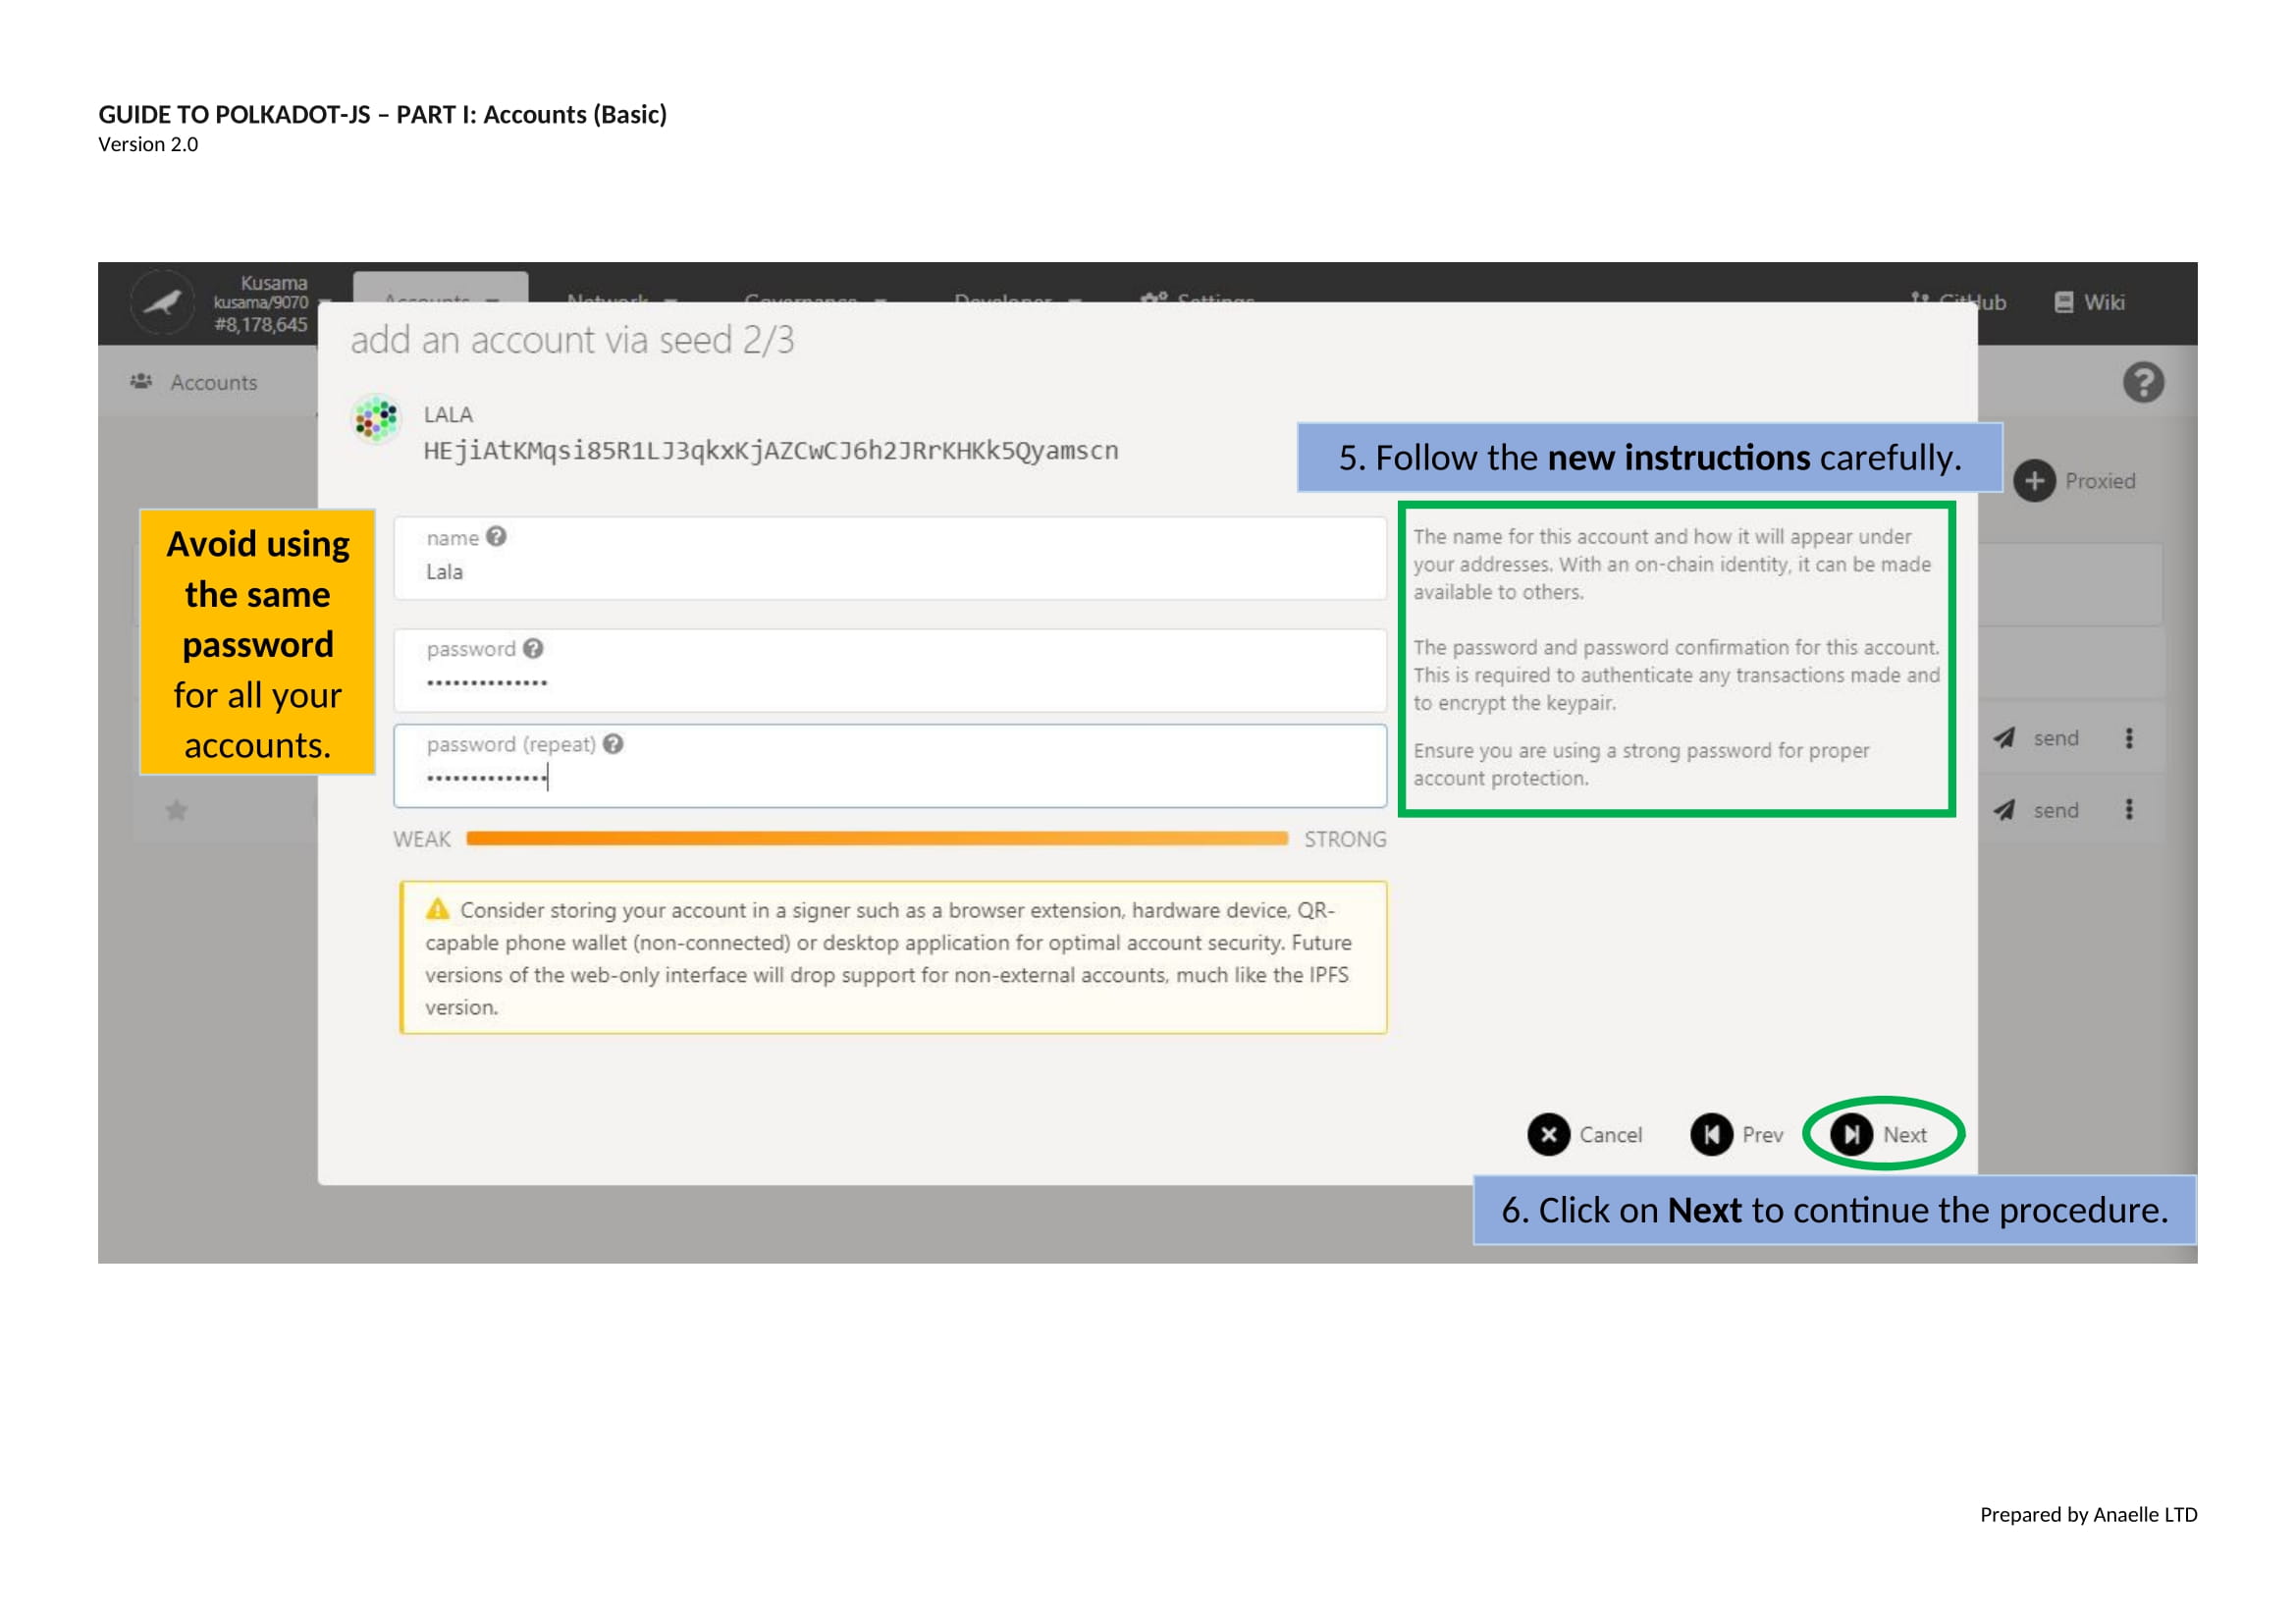 GUIDE TO POLKADOT-JS – PART I: Accounts (Basic)
Version 2.0
Kusama
kusama/9070
#8,178,645
Accounts
Network
Governance
Developer
Settings
GitHub
Wiki
add an account via seed 2/3
Accounts
LALA
HEjiAtKMqsi85R1LJ3qkxKjAZCwCJ6h2JRrKHKk5Qyamscn
5. Follow the new instructions carefully.
Proxied
Avoid using
the same
password
for all your
accounts.
name
Lala
The name for this account and how it will appear under
your addresses. With an on-chain identity, it can be made
available to others.
password
••••••••••••••
The password and password confirmation for this account.
This is required to authenticate any transactions made and
to encrypt the keypair.
password (repeat)
••••••••••••••
Ensure you are using a strong password for proper
account protection.
send
send
WEAK
STRONG
Consider storing your account in a signer such as a browser extension, hardware device, QR-
capable phone wallet (non-connected) or desktop application for optimal account security. Future
versions of the web-only interface will drop support for non-external accounts, much like the IPFS
version.
Cancel
Prev
Next
6. Click on Next to continue the procedure.
Prepared by Anaelle LTD